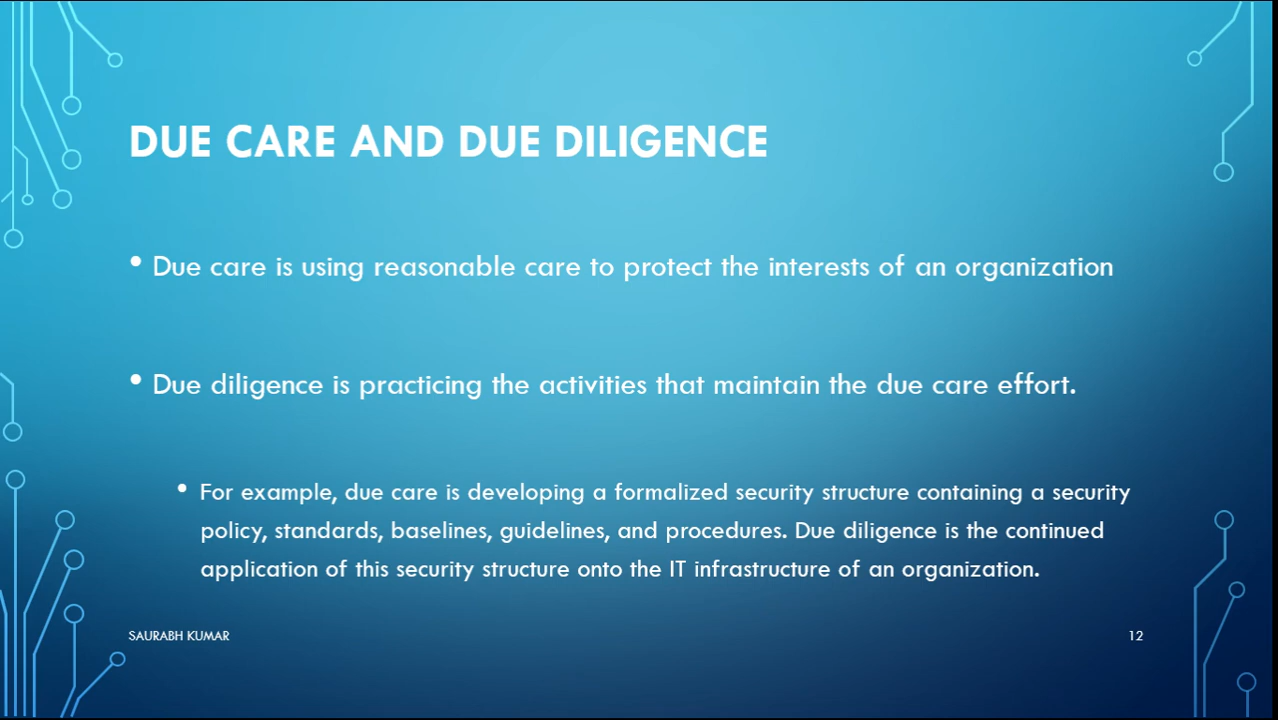 DUE CARE AND DUE DILIGENCE
• Due care is using reasonable care to protect the interests of an organization
• Due diligence is practicing the activities that maintain the due care effort.
• For example, due care is developing a formalized security structure containing a security
policy, standards, baselines, guidelines, and procedures. Due diligence is the continued
application of this security structure onto the IT infrastructure of an organization.
SAURABH KUMAR
12